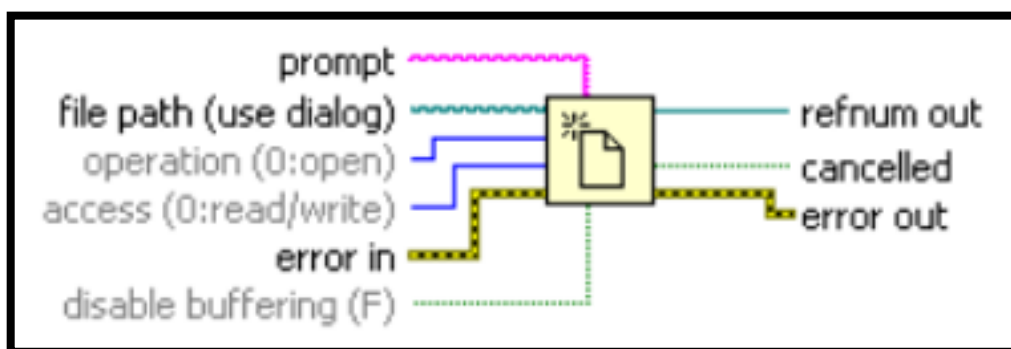 prompt
file path (use dialog)
operation (0:open)
access (0:read/write)
error in
disable buffering (F)
refnum out
cancelled
error out